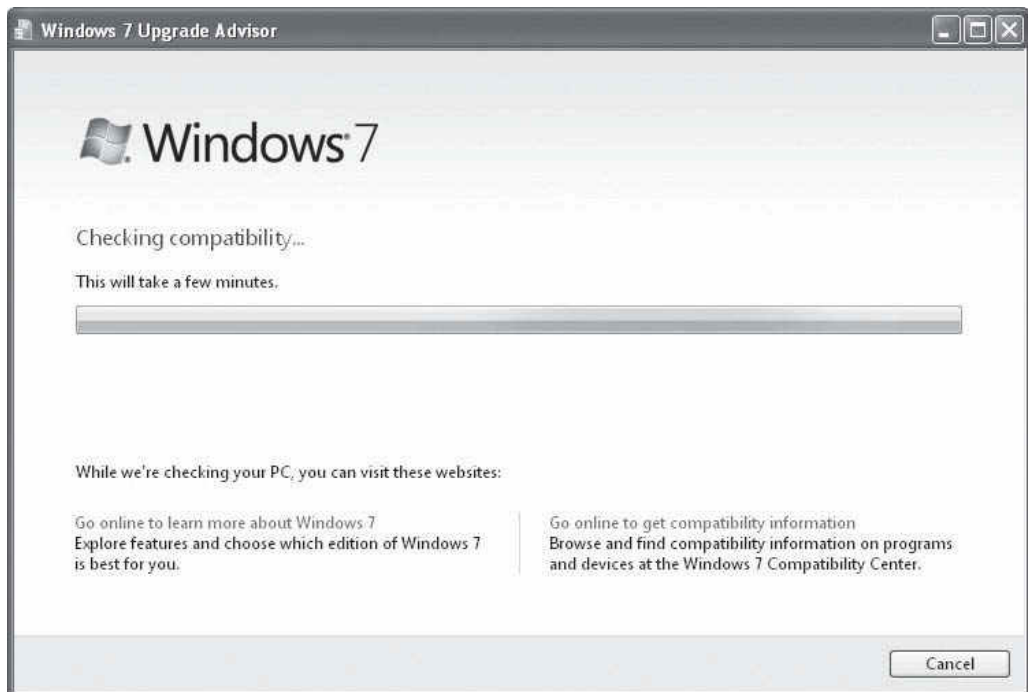 Windows 7 Upgrade Advisor
Windows® 7
Checking compatibility...
This will take a few minutes.
While we're checking your PC, you can visit these websites:
Go online to learn more about Windows 7
Explore features and choose which edition of Windows 7
is best for you.
Go online to get compatibility information
Browse and find compatibility information on programs
and devices at the Windows 7 Compatibility Center.
Cancel